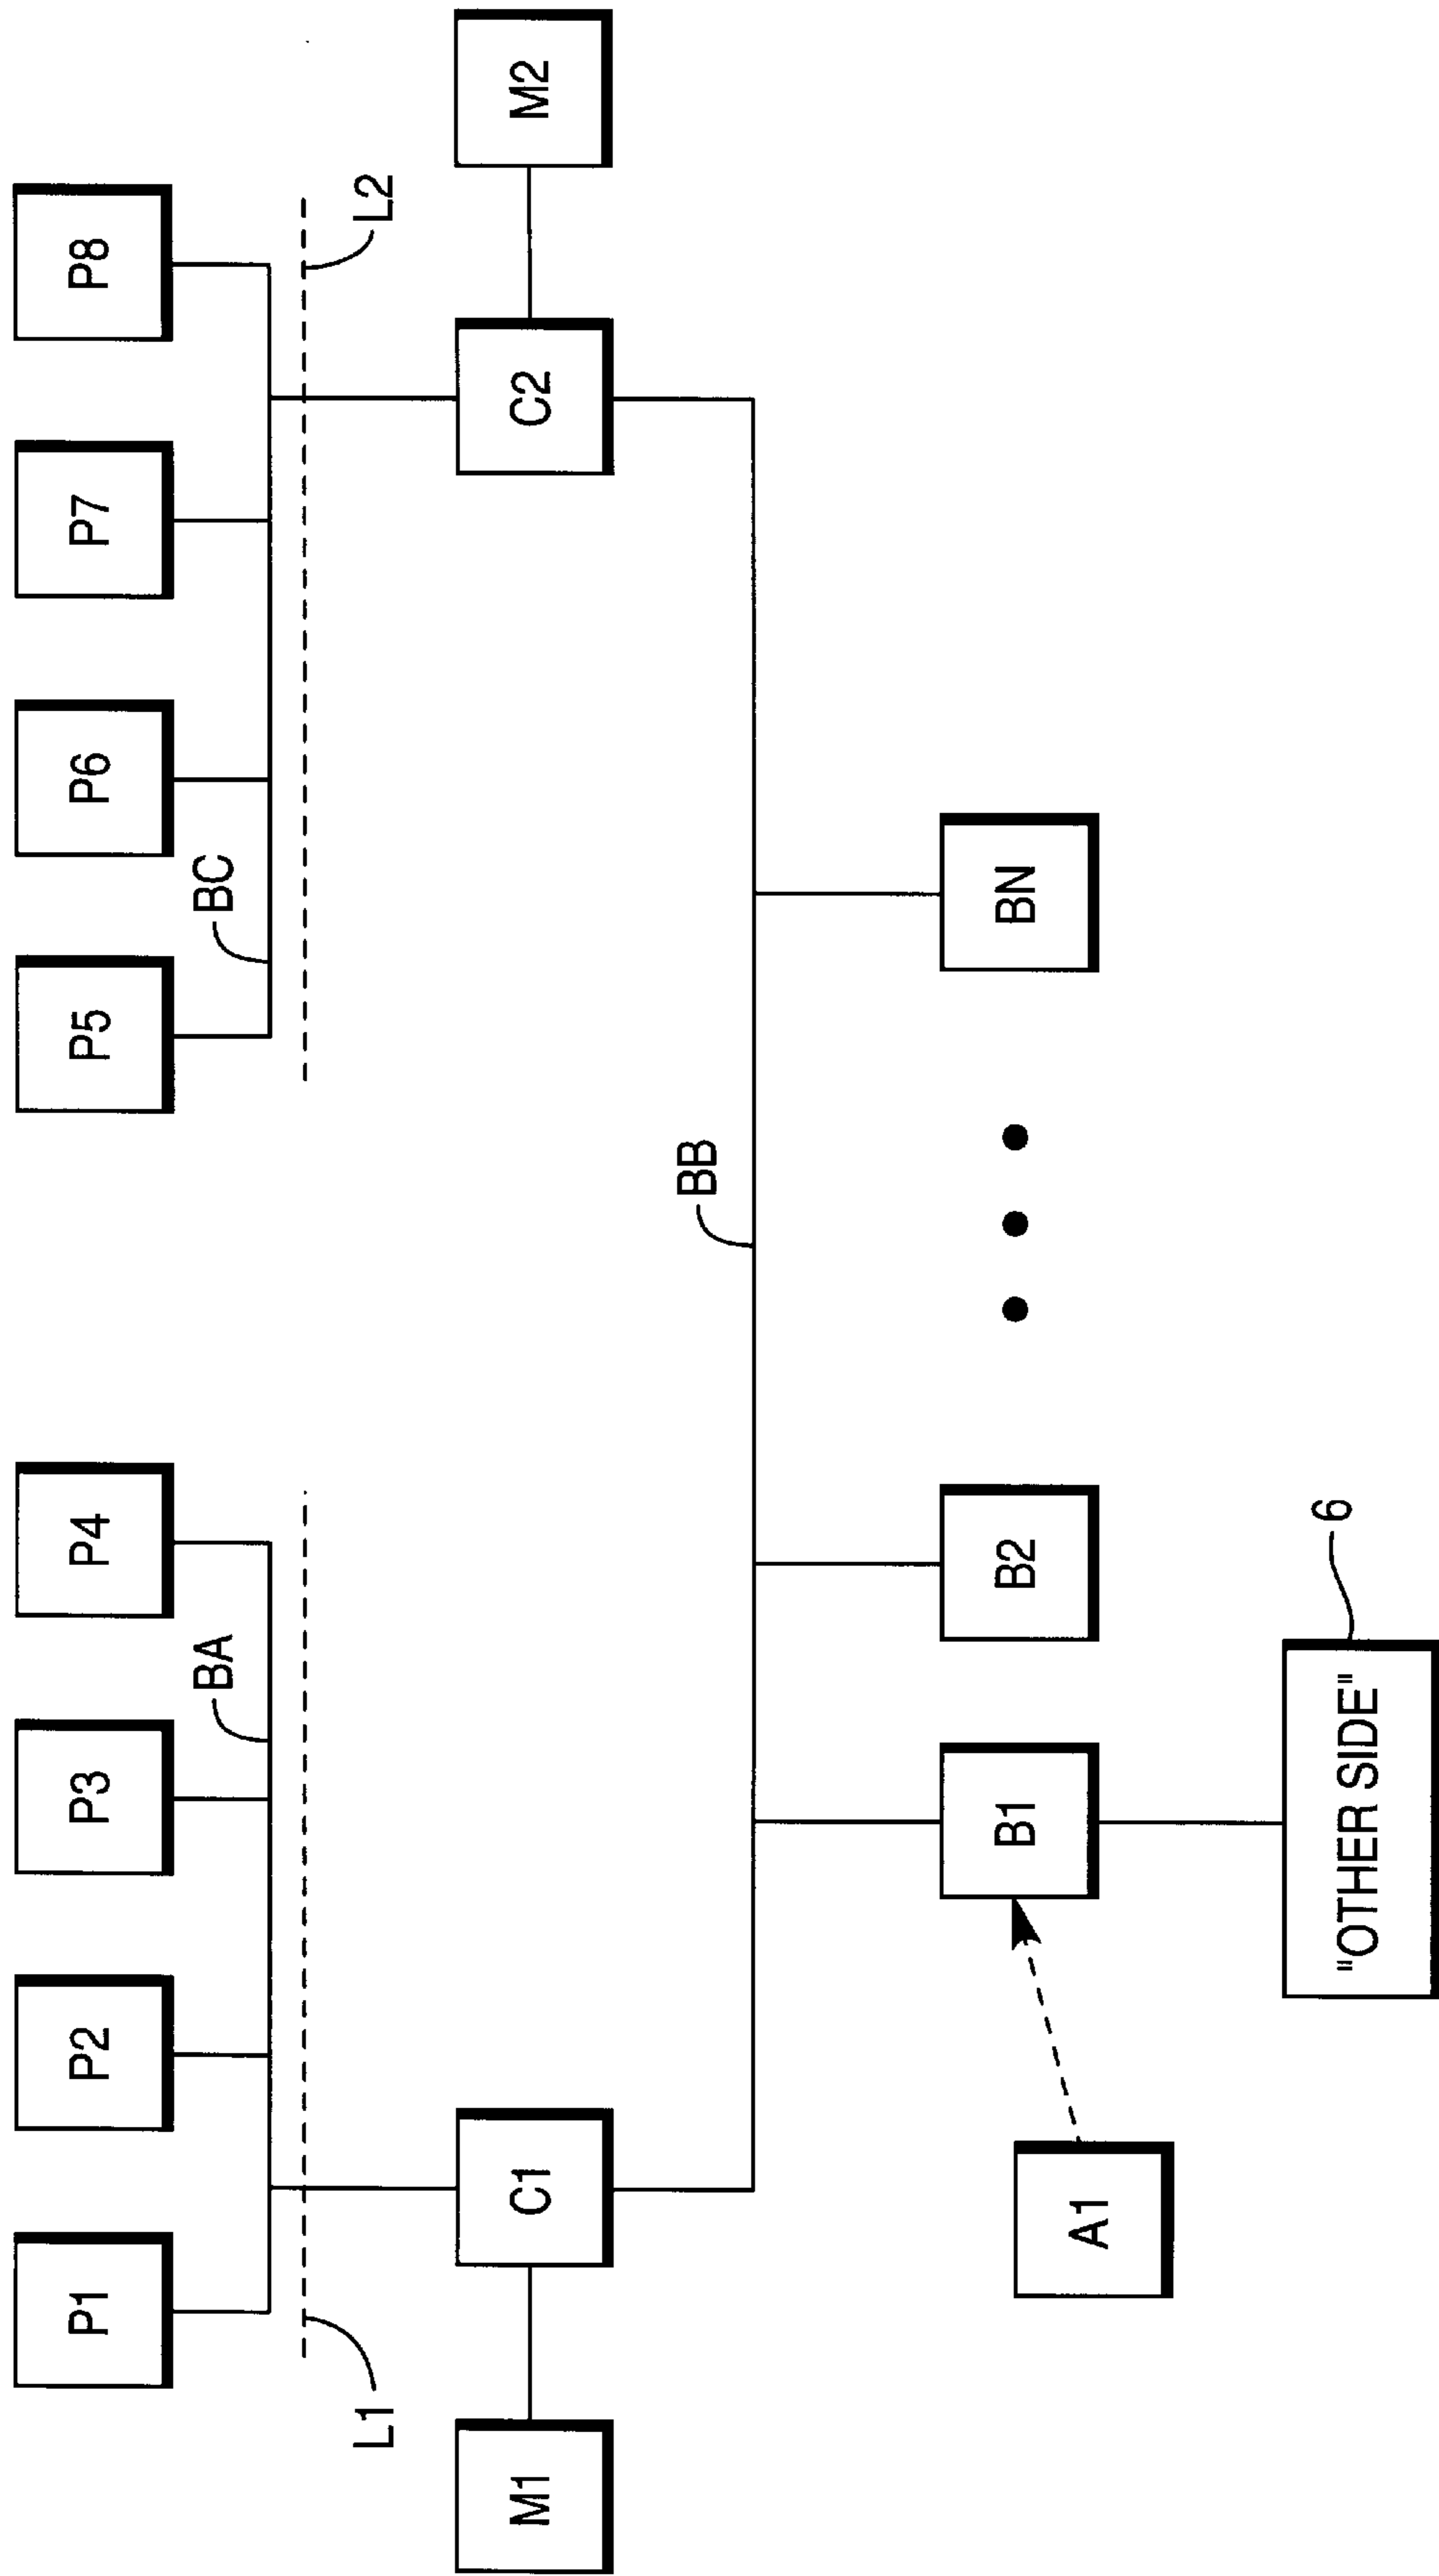 P1
P2
P3
P4
P5
P6
P7
P8
BA
BC
L1
L2
M1
C1
C2
M2
BB
A1
B1
B2
BN
"OTHER SIDE"
6